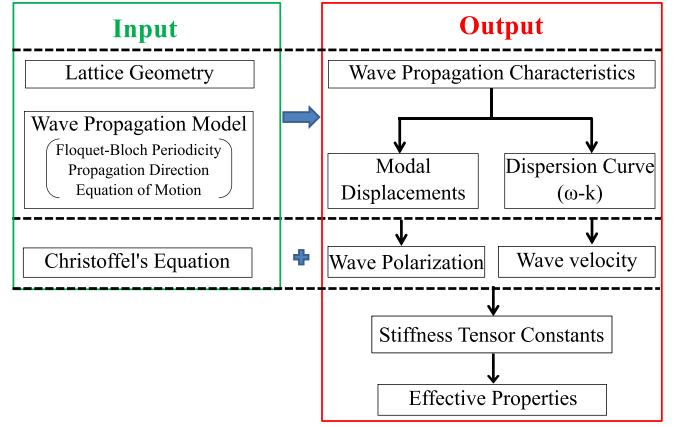 Input
Output
Lattice Geometry
Wave Propagation Characteristics
Wave Propagation Model
Floquet-Bloch Periodicity
Propagation Direction
Equation of Motion
Modal
Displacements
Dispersion Curve
(ω-k)
Christoffel's Equation
Wave Polarization
Wave velocity
Stiffness Tensor Constants
Effective Properties